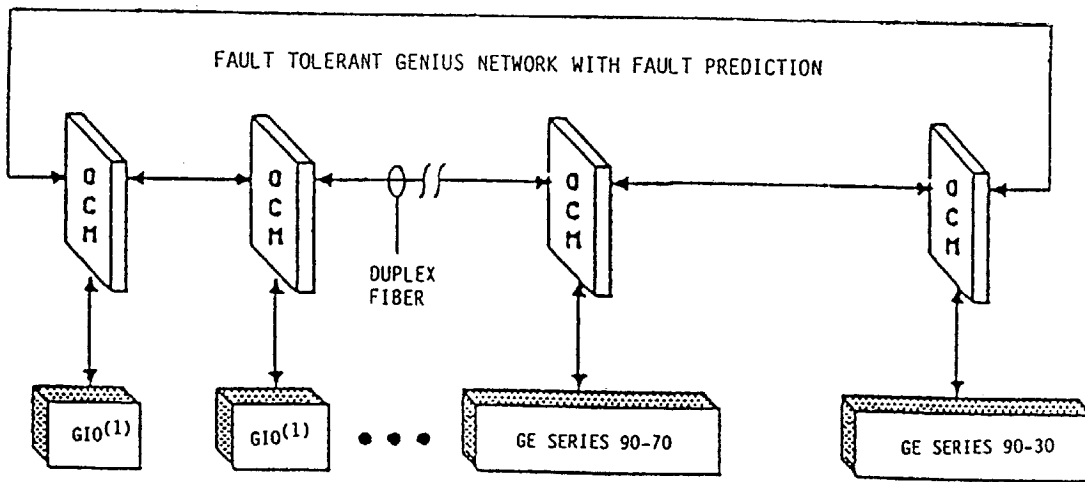 FAULT TOLERANT GENIUS NETWORK WITH FAULT PREDICTION
OCM
OCM
OCM
OCM
DUPLEX
FIBER
GIO(1)
GIO(1)
GE SERIES 90-70
GE SERIES 90-30